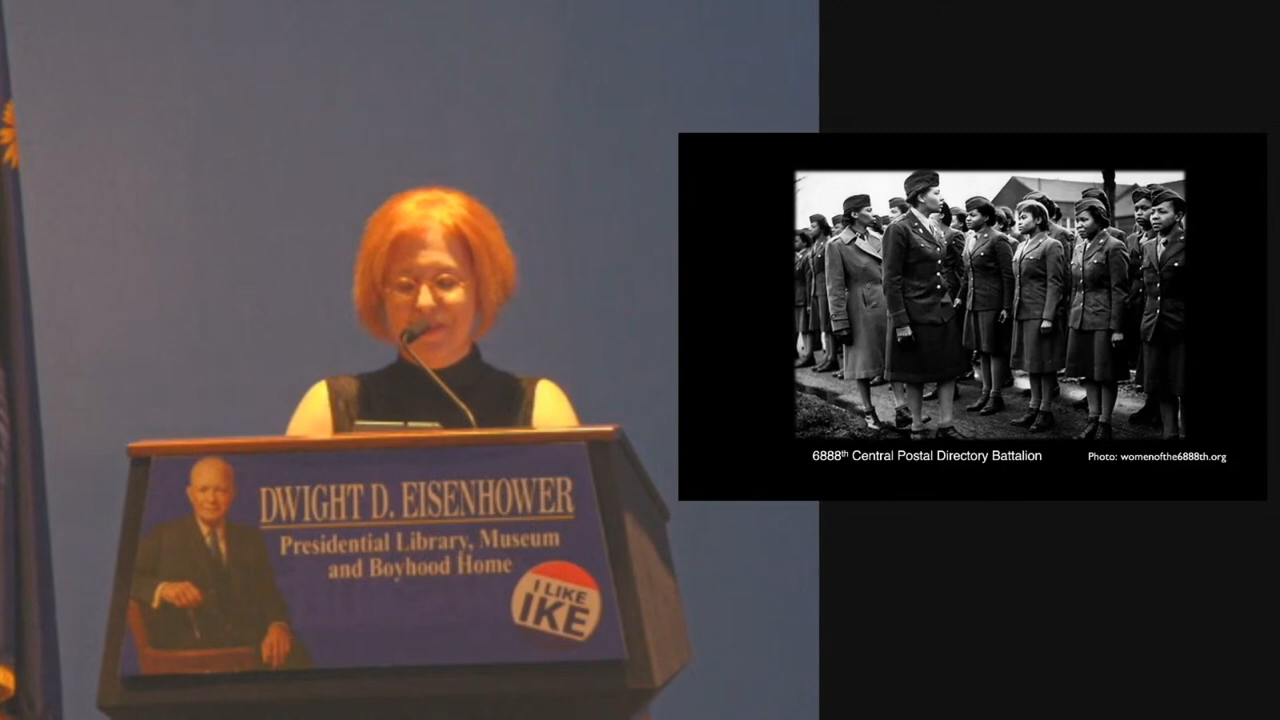 DWIGHT D. EISENHOWER
Presidential Library, Museum
and Boyhood Home
I LIKE
IKE
6888th Central Postal Directory Battalion
Photo: womenofthe6888th.org